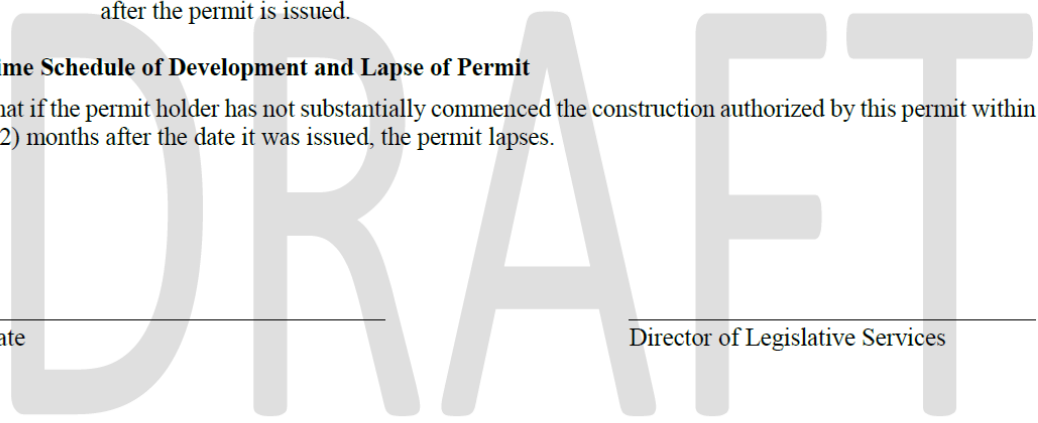 after the permit is issued.
ime Schedule of Development and Lapse of Permit
hat if the permit holder has not substantially commenced the construction authorized by this permit within
2) months after the date it was issued, the permit lapses.
ate
Director of Legislative Services
DRAFT